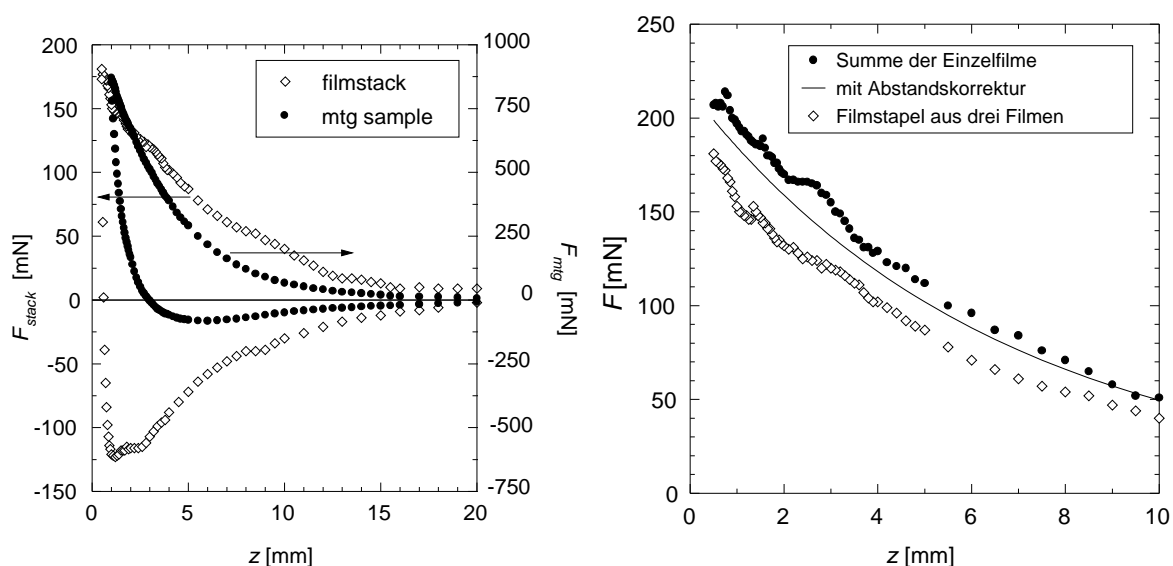 200
150
100
50
0
-50
-100
-150
F stack [mN]
0 5 10 15 20
z [mm]
1000
750
500
250
0
-250
-500
-750
F mtg [mN]
filmstack
mtg sample
250
200
150
100
50
0
F [mN]
0 2 4 6 8 10
z [mm]
Summe der Einzelfilme
mit Abstandskorrektur
Filmstapel aus drei Filmen